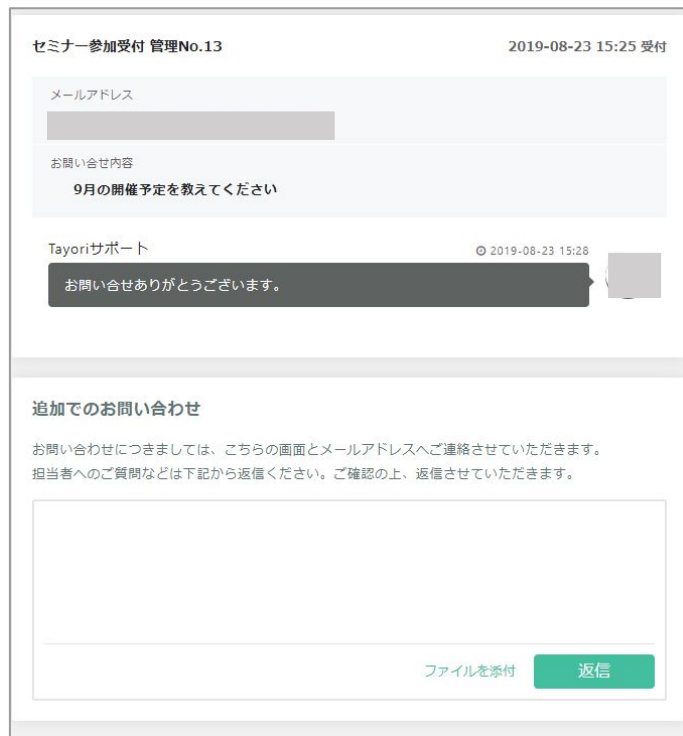 セミナー参加受付 管理No.13
2019-08-23 15:25 受付
メールアドレス
お問い合せ内容
9月の開催予定を教えてください
Tayoriサポート
2019-08-23 15:28
お問い合せありがとうございます。
追加でのお問い合わせ
お問い合わせにつきましては、こちらの画面とメールアドレスへご連絡させていただきます。
担当者へのご質問などは下記から返信ください。ご確認の上、返信させていただきます。
ファイルを添付
返信